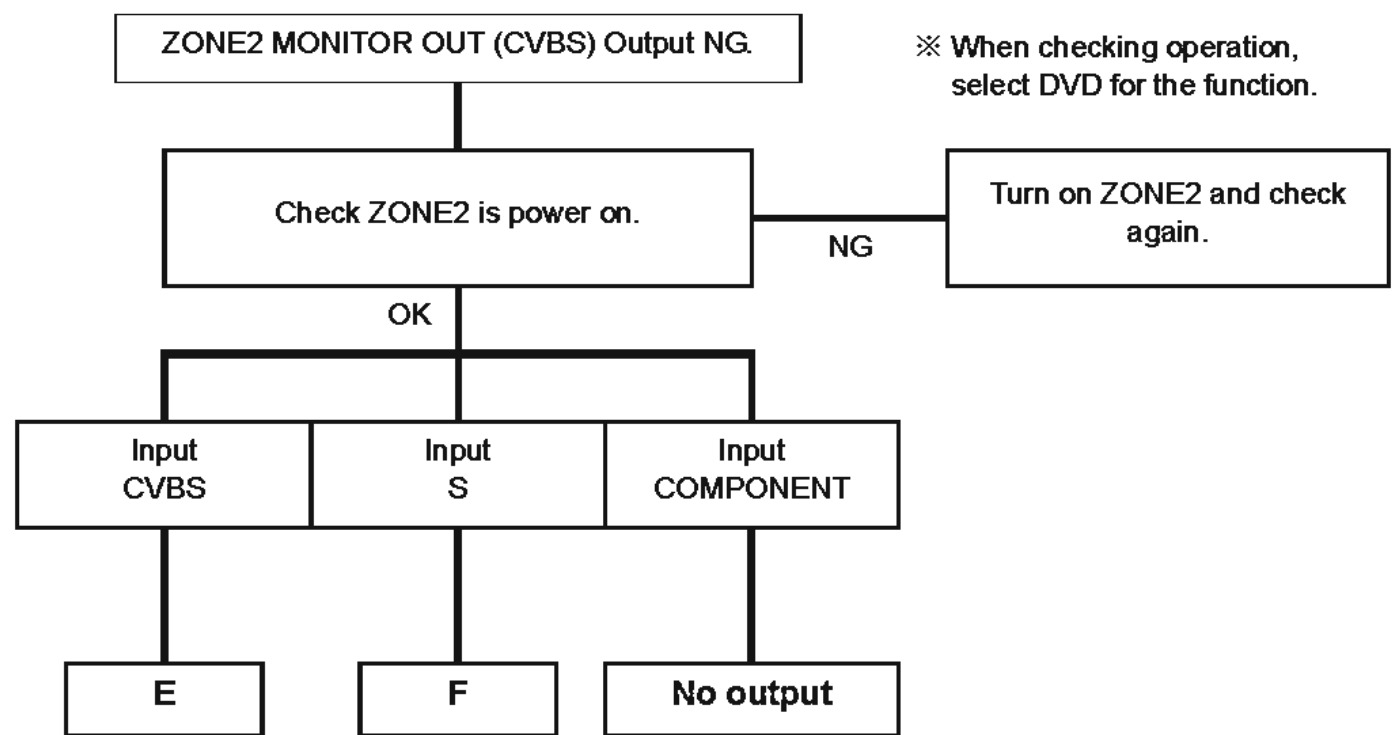 ZONE2 MONITOR OUT (CVBS) Output NG.
※ When checking operation,
select DVD for the function.
Check ZONE2 is power on.
NG
Turn on ZONE2 and check
again.
OK
Input
CVBS
Input
S
Input
COMPONENT
E
F
No output